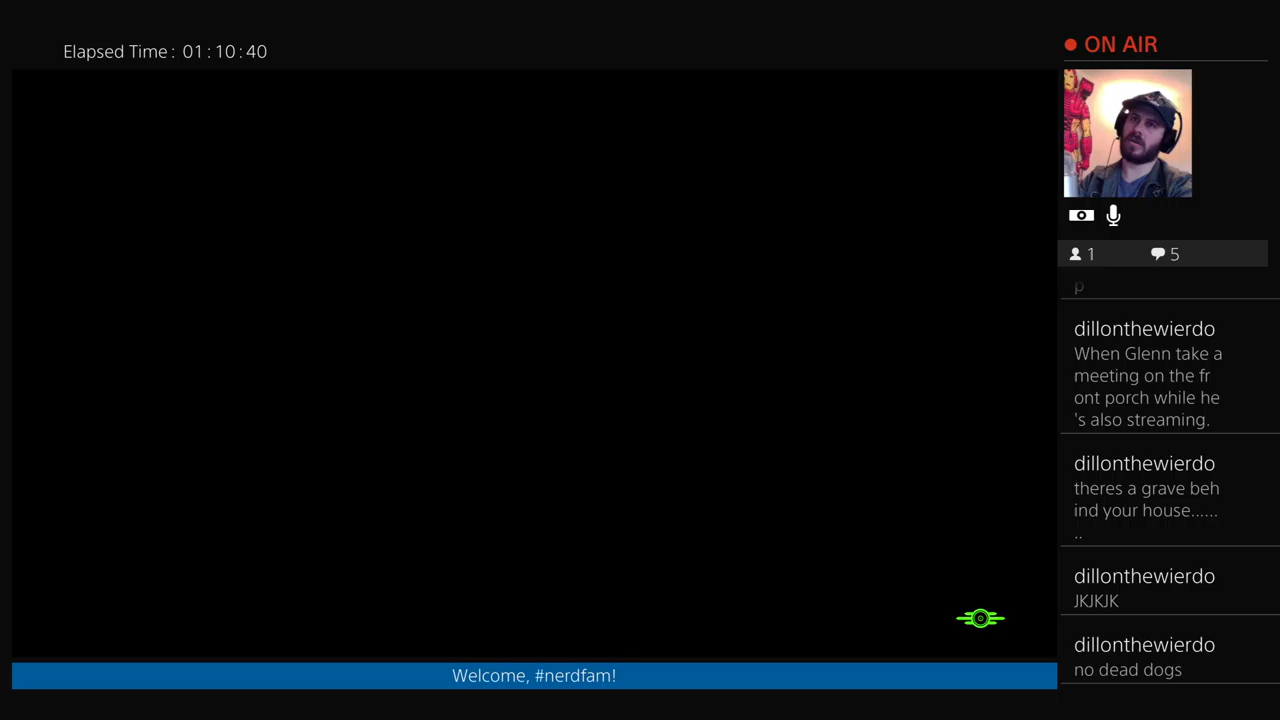 Elapsed Time: 01:10:40
ON AIR
1
5
p
dillonthewierdo
When Glenn take a
meeting on the fr
ont porch while he
's also streaming.
dillonthewierdo
theres a grave beh
ind your house......
..
dillonthewierdo
JKJKJK
dillonthewierdo
no dead dogs
Welcome, #nerdfam!